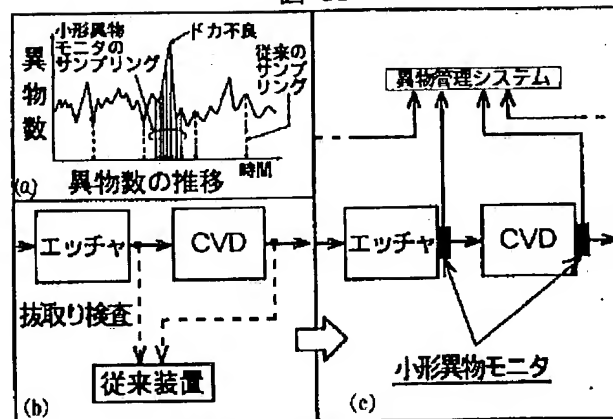 小形異物
モニタの
サンプリング
ドカ不良
従来の
サンプ
リング
異物数
時間
(a)
異物数の推移
エッチャ
CVD
抜取り検査
従来装置
(b)
異物管理システム
エッチャ
CVD
小形異物モニタ
(c)